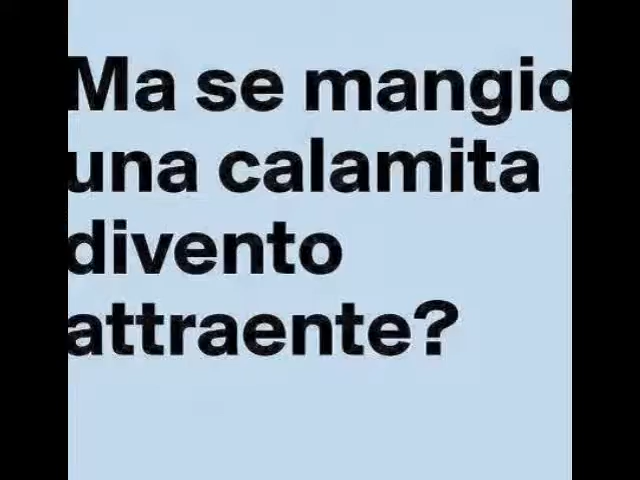 Ma se mangio
una calamita
divento
attraente?